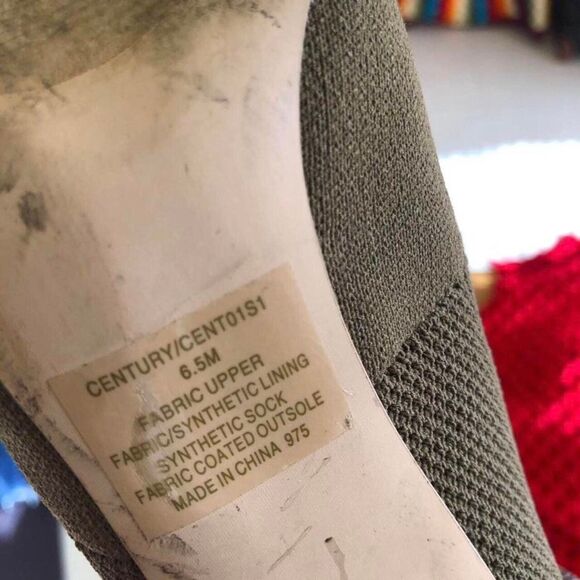 CENTURY/CENT01S1
6.5M
FABRIC UPPER
FABRIC/SYNTHETIC LINING
SYNTHETIC SOCK
FABRIC COATED OUTSOLE
MADE IN CHINA 975